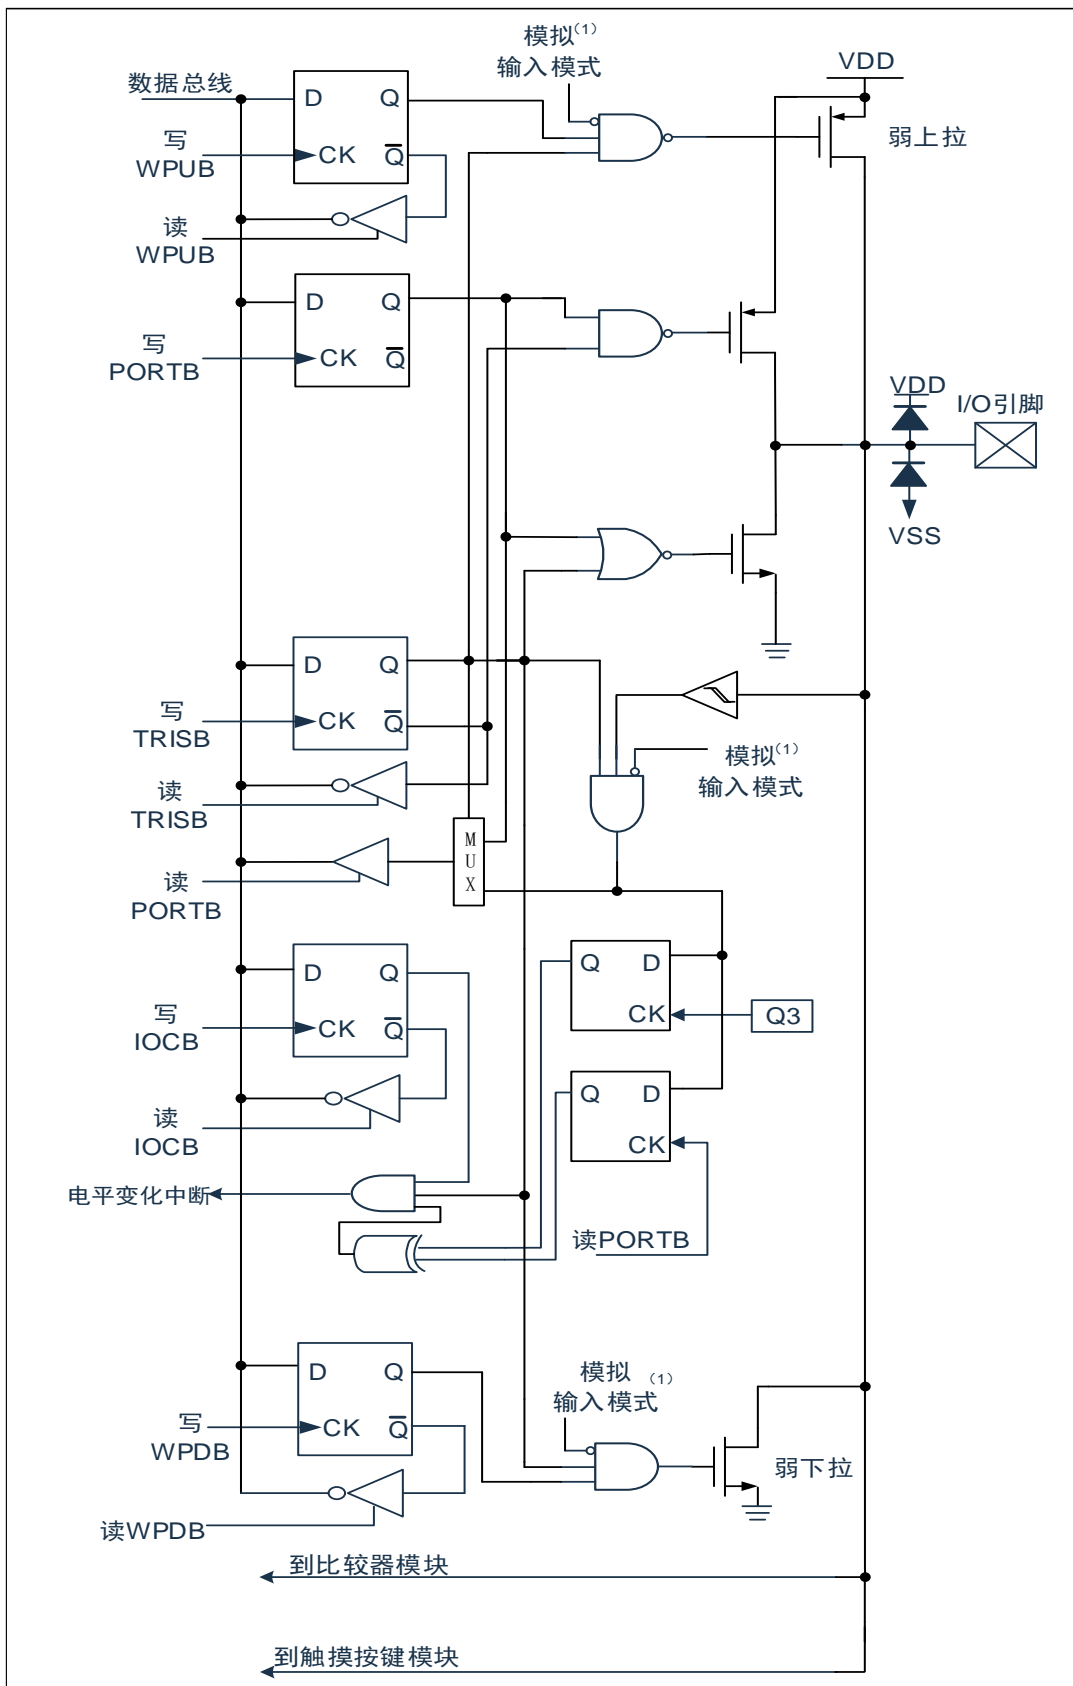 模拟(1)
输入模式
VDD
数据总线
D Q
写
WPUB
CK Q
弱上拉
读
WPUB
D Q
写
PORTB
CK Q
VDD
I/O引脚
VSS
D Q
写
TRISB
CK Q
模拟(1)
输入模式
读
TRISB
MUX
读
PORTB
D Q
Q D
写
IOCB
CK Q
CK
Q3
读
IOCB
Q D
CK
电平变化中断
读PORTB
D Q
模拟(1)
输入模式
写
WPDB
CK Q
弱下拉
读WPDB
到比较器模块
到触摸按键模块